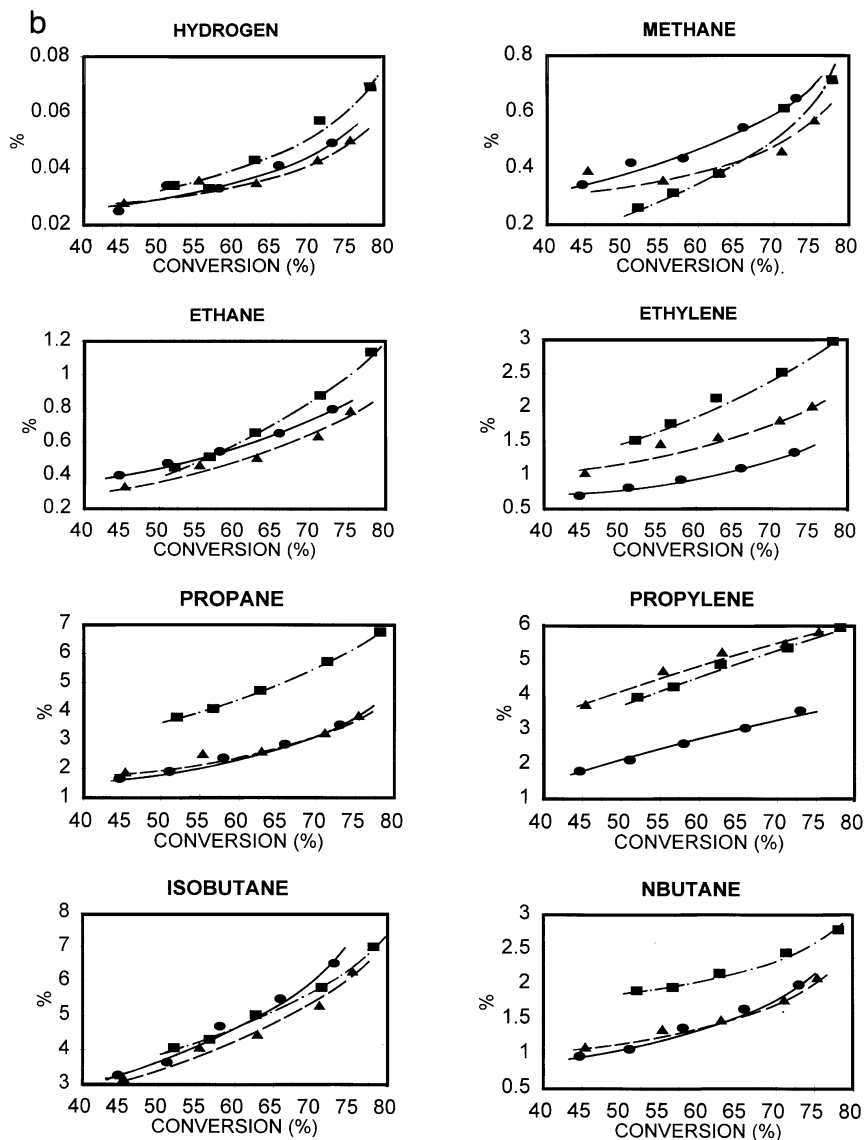 b
HYDROGEN
0.08
0.06
0.04
0.02
%
40 45 50 55 60 65 70 75 80
CONVERSION (%)
METHANE
0.8
0.6
0.4
0.2
%
40 45 50 55 60 65 70 75 80
CONVERSION (%).
ETHANE
1.2
1
0.8
0.6
0.4
0.2
%
40 45 50 55 60 65 70 75 80
CONVERSION (%)
ETHYLENE
3
2.5
2
1.5
1
0.5
%
40 45 50 55 60 65 70 75 80
CONVERSION (%)
PROPANE
7
6
5
4
3
2
1
%
40 45 50 55 60 65 70 75 80
CONVERSION (%)
PROPYLENE
6
5
4
3
2
1
%
40 45 50 55 60 65 70 75 80
CONVERSION (%)
ISOBUTANE
8
7
6
5
4
3
%
40 45 50 55 60 65 70 75 80
CONVERSION (%)
NBUTANE
3
2.5
2
1.5
1
0.5
%
40 45 50 55 60 65 70 75 80
CONVERSION (%)